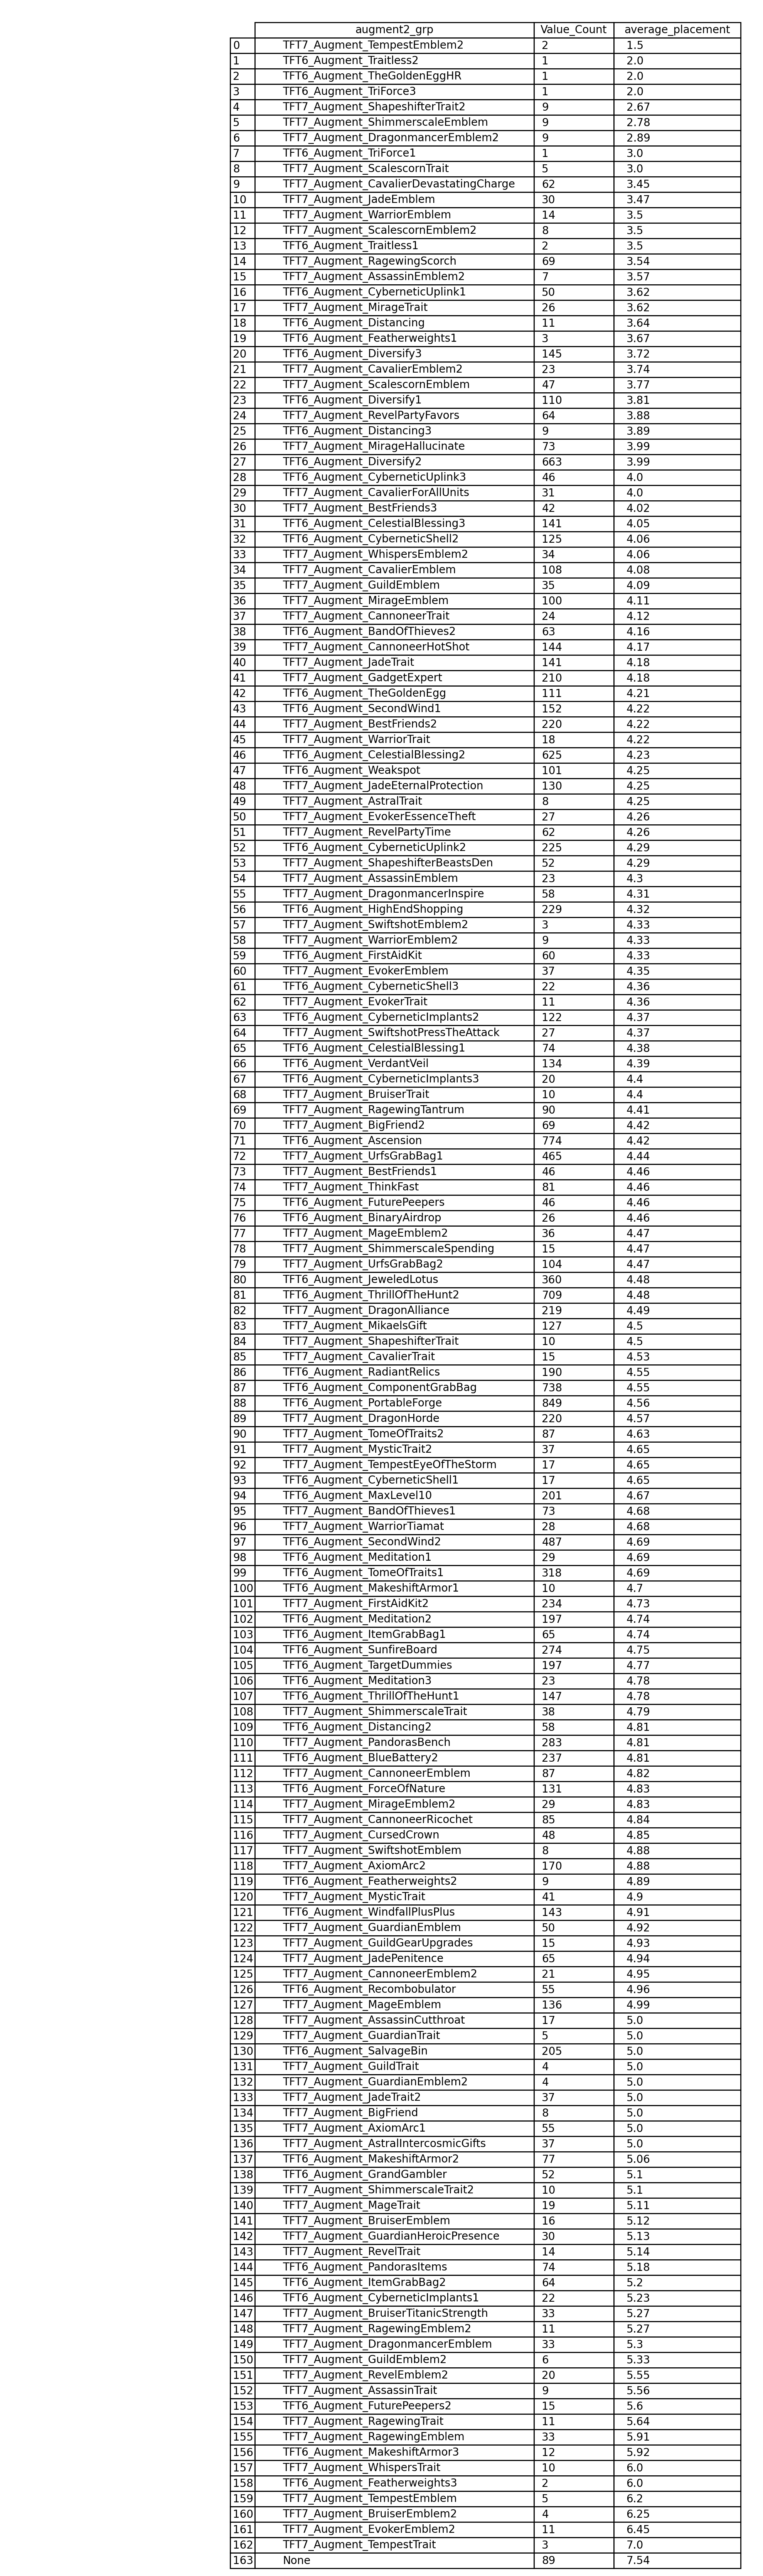 augment2_grp Value_Count average_placement
0 TFT7_Augment_TempestEmblem2 2 1.5
1 TFT6_Augment_Traitless2 1 2.0
2 TFT6_Augment_TheGoldenEggHR 1 2.0
3 TFT6_Augment_TriForce3 1 2.0
4 TFT7_Augment_ShapeshifterTrait2 9 2.67
5 TFT7_Augment_ShimmerscaleEmblem 9 2.78
6 TFT7_Augment_DragonmancerEmblem2 9 2.89
7 TFT6_Augment_TriForce1 1 3.0
8 TFT7_Augment_ScalescornTrait 5 3.0
9 TFT7_Augment_CavalierDevastatingCharge 62 3.45
10 TFT7_Augment_JadeEmblem 30 3.47
11 TFT7_Augment_WarriorEmblem 14 3.5
12 TFT7_Augment_ScalescornEmblem2 8 3.5
13 TFT6_Augment_Traitless1 2 3.5
14 TFT7_Augment_RagewingScorch 69 3.54
15 TFT7_Augment_AssassinEmblem2 7 3.57
16 TFT6_Augment_CyberneticUplink1 50 3.62
17 TFT7_Augment_MirageTrait 26 3.62
18 TFT6_Augment_Distancing 11 3.64
19 TFT6_Augment_Featherweights1 3 3.67
20 TFT6_Augment_Diversify3 145 3.72
21 TFT7_Augment_CavalierEmblem2 23 3.74
22 TFT7_Augment_ScalescornEmblem 47 3.77
23 TFT6_Augment_Diversify1 110 3.81
24 TFT7_Augment_RevelPartyFavors 64 3.88
25 TFT6_Augment_Distancing3 9 3.89
26 TFT7_Augment_MirageHallucinate 73 3.99
27 TFT6_Augment_Diversify2 663 3.99
28 TFT6_Augment_CyberneticUplink3 46 4.0
29 TFT7_Augment_CavalierForAllUnits 31 4.0
30 TFT7_Augment_BestFriends3 42 4.02
31 TFT6_Augment_CelestialBlessing3 141 4.05
32 TFT6_Augment_CyberneticShell2 125 4.06
33 TFT7_Augment_WhispersEmblem2 34 4.06
34 TFT7_Augment_CavalierEmblem 108 4.08
35 TFT7_Augment_GuildEmblem 35 4.09
36 TFT7_Augment_MirageEmblem 100 4.11
37 TFT7_Augment_CannoneerTrait 24 4.12
38 TFT6_Augment_BandOfThieves2 63 4.16
39 TFT7_Augment_CannoneerHotShot 144 4.17
40 TFT7_Augment_JadeTrait 141 4.18
41 TFT7_Augment_GadgetExpert 210 4.18
42 TFT6_Augment_TheGoldenEgg 111 4.21
43 TFT6_Augment_SecondWind1 152 4.22
44 TFT7_Augment_BestFriends2 220 4.22
45 TFT7_Augment_WarriorTrait 18 4.22
46 TFT6_Augment_CelestialBlessing2 625 4.23
47 TFT6_Augment_Weakspot 101 4.25
48 TFT7_Augment_JadeEternalProtection 130 4.25
49 TFT7_Augment_AstralTrait 8 4.25
50 TFT7_Augment_EvokerEssenceTheft 27 4.26
51 TFT7_Augment_RevelPartyTime 62 4.26
52 TFT6_Augment_CyberneticUplink2 225 4.29
53 TFT7_Augment_ShapeshifterBeastsDen 52 4.29
54 TFT7_Augment_AssassinEmblem 23 4.3
55 TFT7_Augment_DragonmancerInspire 58 4.31
56 TFT6_Augment_HighEndShopping 229 4.32
57 TFT7_Augment_SwiftshotEmblem2 3 4.33
58 TFT7_Augment_WarriorEmblem2 9 4.33
59 TFT6_Augment_FirstAidKit 60 4.33
60 TFT7_Augment_EvokerEmblem 37 4.35
61 TFT6_Augment_CyberneticShell3 22 4.36
62 TFT7_Augment_EvokerTrait 11 4.36
63 TFT6_Augment_CyberneticImplants2 122 4.37
64 TFT7_Augment_SwiftshotPressTheAttack 27 4.37
65 TFT6_Augment_CelestialBlessing1 74 4.38
66 TFT6_Augment_VerdantVeil 134 4.39
67 TFT6_Augment_CyberneticImplants3 20 4.4
68 TFT7_Augment_BruiserTrait 10 4.4
69 TFT7_Augment_RagewingTantrum 90 4.41
70 TFT7_Augment_BigFriend2 69 4.42
71 TFT6_Augment_Ascension 774 4.42
72 TFT7_Augment_UrfsGrabBag1 465 4.44
73 TFT7_Augment_BestFriends1 46 4.46
74 TFT7_Augment_ThinkFast 81 4.46
75 TFT6_Augment_FuturePeepers 46 4.46
76 TFT6_Augment_BinaryAirdrop 26 4.46
77 TFT7_Augment_MageEmblem2 36 4.47
78 TFT7_Augment_ShimmerscaleSpending 15 4.47
79 TFT7_Augment_UrfsGrabBag2 104 4.47
80 TFT6_Augment_JeweledLotus 360 4.48
81 TFT6_Augment_ThrillOfTheHunt2 709 4.48
82 TFT7_Augment_DragonAlliance 219 4.49
83 TFT7_Augment_MikaelsGift 127 4.5
84 TFT7_Augment_ShapeshifterTrait 10 4.5
85 TFT7_Augment_CavalierTrait 15 4.53
86 TFT6_Augment_RadiantRelics 190 4.55
87 TFT6_Augment_ComponentGrabBag 738 4.55
88 TFT6_Augment_PortableForge 849 4.56
89 TFT7_Augment_DragonHorde 220 4.57
90 TFT7_Augment_TomeOfTraits2 87 4.63
91 TFT7_Augment_MysticTrait2 37 4.65
92 TFT7_Augment_TempestEyeOfTheStorm 17 4.65
93 TFT6_Augment_CyberneticShell1 17 4.65
94 TFT6_Augment_MaxLevel10 201 4.67
95 TFT7_Augment_BandOfThieves1 73 4.68
96 TFT7_Augment_WarriorTiamat 28 4.68
97 TFT6_Augment_SecondWind2 487 4.69
98 TFT6_Augment_Meditation1 29 4.69
99 TFT6_Augment_TomeOfTraits1 318 4.69
100 TFT6_Augment_MakeshiftArmor1 10 4.7
101 TFT7_Augment_FirstAidKit2 234 4.73
102 TFT6_Augment_Meditation2 197 4.74
103 TFT6_Augment_ItemGrabBag1 65 4.74
104 TFT6_Augment_SunfireBoard 274 4.75
105 TFT6_Augment_TargetDummies 197 4.77
106 TFT6_Augment_Meditation3 23 4.78
107 TFT6_Augment_ThrillOfTheHunt1 147 4.78
108 TFT7_Augment_ShimmerscaleTrait 38 4.79
109 TFT6_Augment_Distancing2 58 4.81
110 TFT7_Augment_PandorasBench 283 4.81
111 TFT6_Augment_BlueBattery2 237 4.81
112 TFT7_Augment_CannoneerEmblem 87 4.82
113 TFT6_Augment_ForceOfNature 131 4.83
114 TFT7_Augment_MirageEmblem2 29 4.83
115 TFT7_Augment_CannoneerRicochet 85 4.84
116 TFT7_Augment_CursedCrown 48 4.85
117 TFT7_Augment_SwiftshotEmblem 8 4.88
118 TFT7_Augment_AxiomArc2 170 4.88
119 TFT6_Augment_Featherweights2 9 4.89
120 TFT7_Augment_MysticTrait 41 4.9
121 TFT6_Augment_WindfallPlusPlus 143 4.91
122 TFT7_Augment_GuardianEmblem 50 4.92
123 TFT7_Augment_GuildGearUpgrades 15 4.93
124 TFT7_Augment_JadePenitence 65 4.94
125 TFT7_Augment_CannoneerEmblem2 21 4.95
126 TFT6_Augment_Recombobulator 55 4.96
127 TFT7_Augment_MageEmblem 136 4.99
128 TFT7_Augment_AssassinCutthroat 17 5.0
129 TFT7_Augment_GuardianTrait 5 5.0
130 TFT6_Augment_SalvageBin 205 5.0
131 TFT7_Augment_GuildTrait 4 5.0
132 TFT7_Augment_GuardianEmblem2 4 5.0
133 TFT7_Augment_JadeTrait2 37 5.0
134 TFT7_Augment_BigFriend 8 5.0
135 TFT7_Augment_AxiomArc1 55 5.0
136 TFT7_Augment_AstralIntercosmicGifts 37 5.0
137 TFT6_Augment_MakeshiftArmor2 77 5.06
138 TFT6_Augment_GrandGambler 52 5.1
139 TFT7_Augment_ShimmerscaleTrait2 10 5.1
140 TFT7_Augment_MageTrait 19 5.11
141 TFT7_Augment_BruiserEmblem 16 5.12
142 TFT7_Augment_GuardianHeroicPresence 30 5.13
143 TFT7_Augment_RevelTrait 14 5.14
144 TFT6_Augment_PandorasItems 74 5.18
145 TFT6_Augment_ItemGrabBag2 64 5.2
146 TFT6_Augment_CyberneticImplants1 22 5.23
147 TFT7_Augment_BruiserTitanicStrength 33 5.27
148 TFT7_Augment_RagewingEmblem2 11 5.27
149 TFT7_Augment_DragonmancerEmblem 33 5.3
150 TFT7_Augment_GuildEmblem2 6 5.33
151 TFT7_Augment_RevelEmblem2 20 5.55
152 TFT7_Augment_AssassinTrait 9 5.56
153 TFT6_Augment_FuturePeepers2 15 5.6
154 TFT7_Augment_RagewingTrait 11 5.64
155 TFT7_Augment_RagewingEmblem 33 5.91
156 TFT6_Augment_MakeshiftArmor3 12 5.92
157 TFT7_Augment_WhispersTrait 10 6.0
158 TFT6_Augment_Featherweights3 2 6.0
159 TFT7_Augment_TempestEmblem 5 6.2
160 TFT7_Augment_BruiserEmblem2 4 6.25
161 TFT7_Augment_EvokerEmblem2 11 6.45
162 TFT7_Augment_TempestTrait 3 7.0
163 None 89 7.54